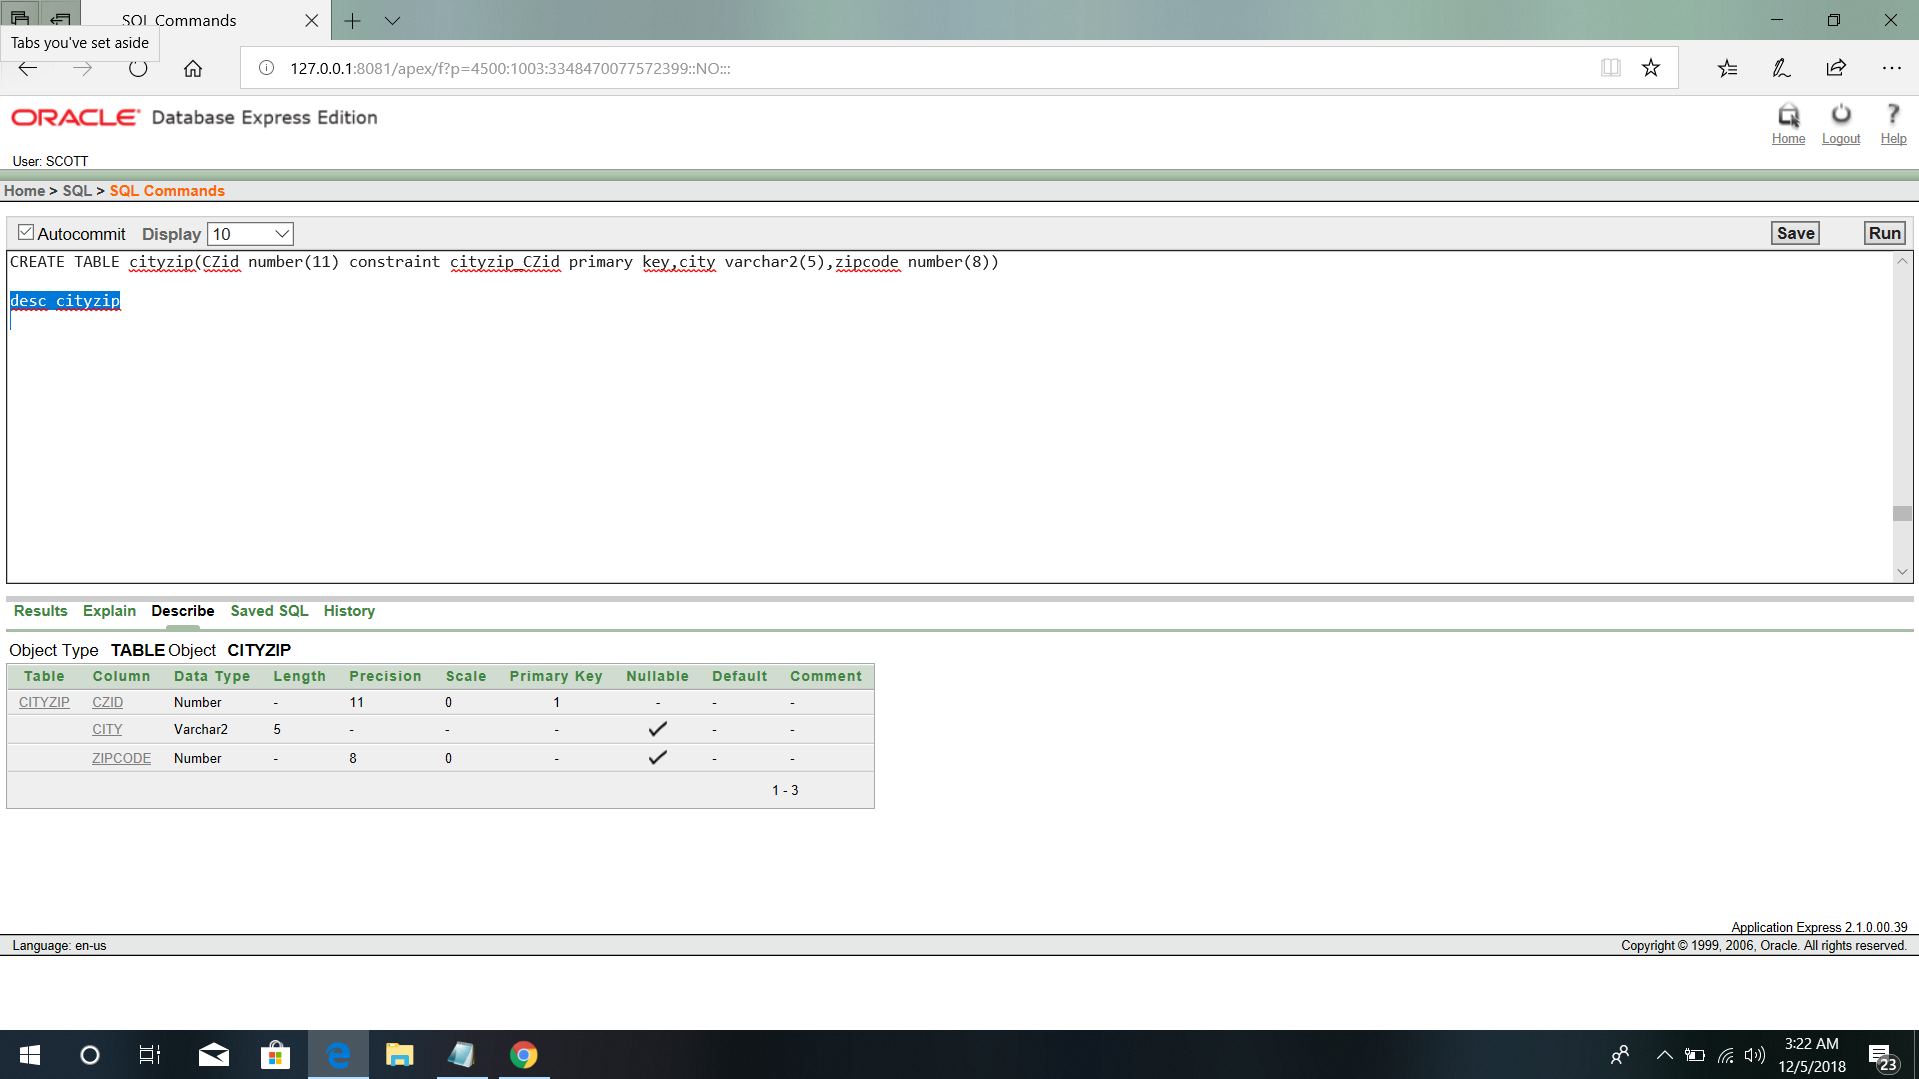 SQL Commands
Tabs you've set aside
127.0.0.1:8081/apex/f?p=4500:1003:3348470077572399::NO:::
ORACLE Database Express Edition
Home Logout Help
User: SCOTT
Home > SQL > SQL Commands
Autocommit Display 10 Save Run
CREATE TABLE cityzip(CZid number(11) constraint cityzip_CZid primary key,city varchar2(5),zipcode number(8))
desc cityzip
Results Explain Describe Saved SQL History
Object Type TABLE Object CITYZIP
Table Column Data Type Length Precision Scale Primary Key Nullable Default Comment
CITYZIP CZID Number - 11 0 1 - - -
CITY Varchar2 5 - - - - -
ZIPCODE Number - 8 0 - - -
1 - 3
Application Express 2.1.0.00.39
Language: en-us Copyright © 1999, 2006, Oracle. All rights reserved.
3:22 AM
12/5/2018
23